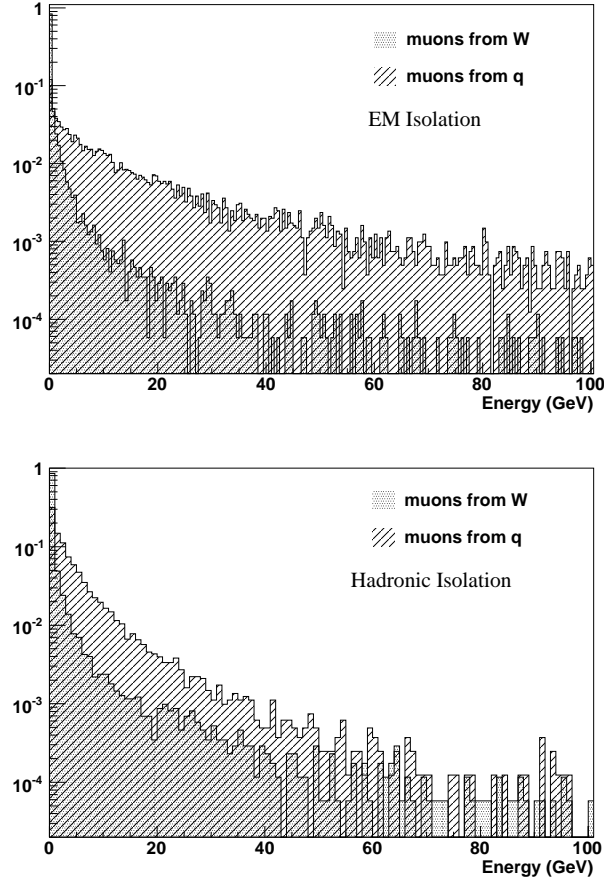 1
10⁻¹
10⁻²
10⁻³
10⁻⁴
muons from W
muons from q
EM Isolation
0 20 40 60 80 100
Energy (GeV)
1
10⁻¹
10⁻²
10⁻³
10⁻⁴
muons from W
muons from q
Hadronic Isolation
0 20 40 60 80 100
Energy (GeV)